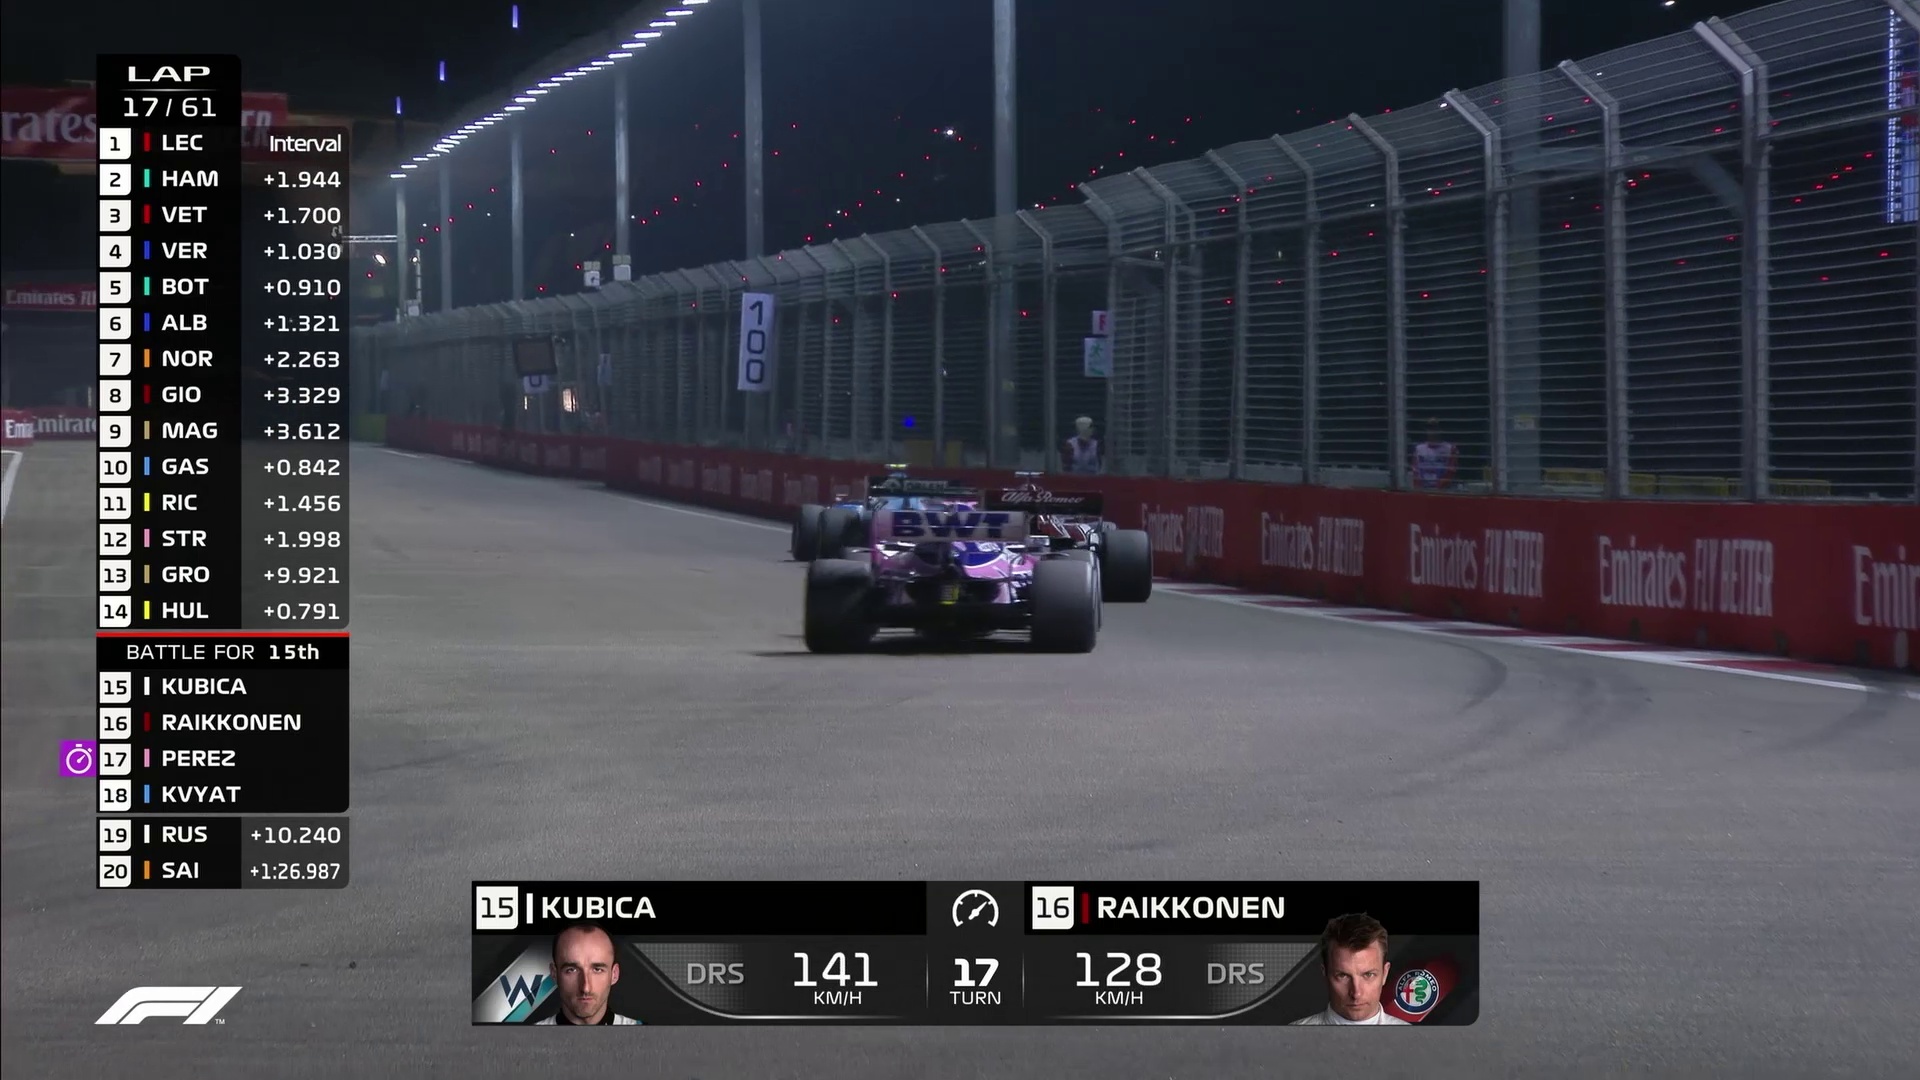 LAP
17/61
1 LEC Interval
2 HAM +1.944
3 VET +1.700
4 VER +1.030
5 BOT +0.910
6 ALB +1.321
7 NOR +2.263
8 GIO +3.329
9 MAG +3.612
10 GAS +0.842
11 RIC +1.456
12 STR +1.998
13 GRO +9.921
14 HUL +0.791
BATTLE FOR 15th
15 KUBICA
16 RAIKKONEN
17 PEREZ
18 KVYAT
19 RUS +10.240
20 SAI +1:26.987
Emirates
100
Alfa Romeo
BWT
Emirates FLY BETTER
Emirates FLY BETTER
Emirates FLY BETTER
Emirates FLY BETTER
15 KUBICA
DRS 141 KM/H
17 TURN
16 RAIKKONEN
128 KM/H DRS
W
ALFA ROMEO
F1 ™